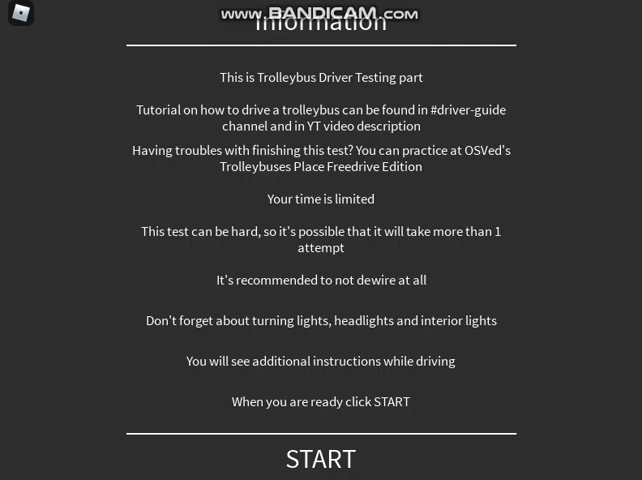 www.BANDICAM.com
Information
This is Trolleybus Driver Testing part
Tutorial on how to drive a trolleybus can be found in #driver-guide
channel and in YT video description
Having troubles with finishing this test? You can practice at OSVed's
Trolleybuses Place Freedrive Edition
Your time is limited
This test can be hard, so it's possible that it will take more than 1
attempt
It's recommended to not dewire at all
Don't forget about turning lights, headlights and interior lights
You will see additional instructions while driving
When you are ready click START
START